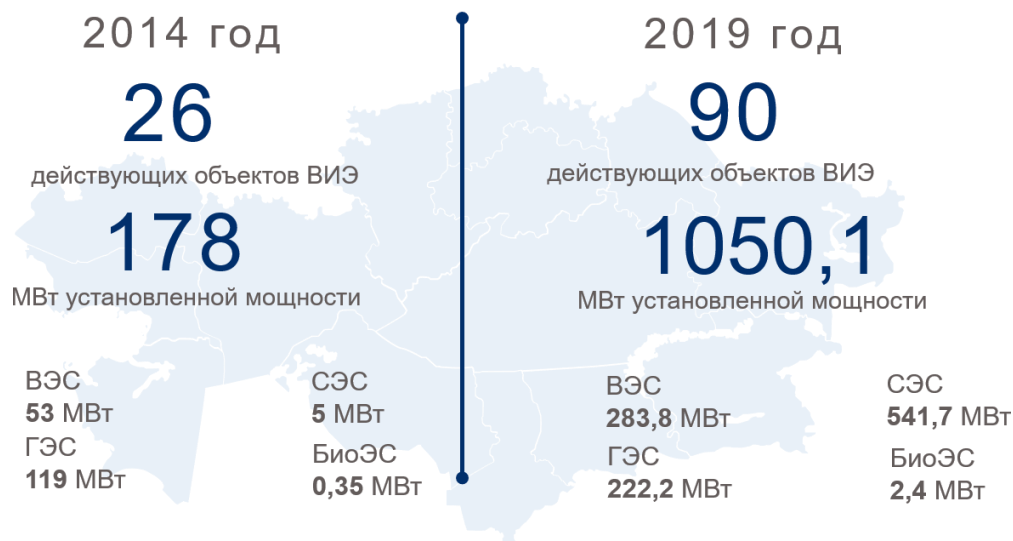 2014 год
26
действующих объектов ВИЭ
178
МВт установленной мощности
ВЭС
53 МВт
ГЭС
119 МВт
СЭС
5 МВт
БиоЭС
0,35 МВт
2019 год
90
действующих объектов ВИЭ
1050,1
МВт установленной мощности
ВЭС
283,8 МВт
ГЭС
222,2 МВт
СЭС
541,7 МВт
БиоЭС
2,4 МВт